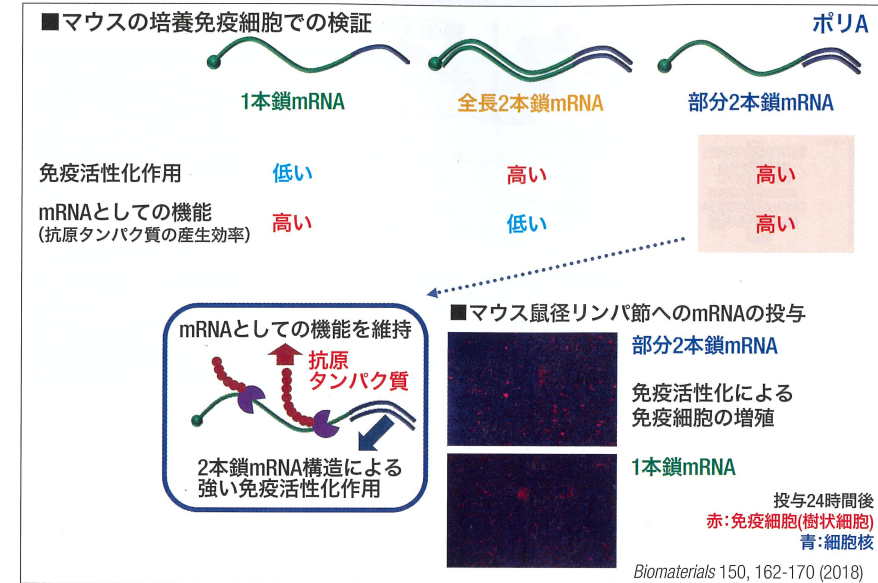 ■マウスの培養免疫細胞での検証
ポリA
1本鎖mRNA
全長2本鎖mRNA
部分2本鎖mRNA
免疫活性化作用
低い
高い
高い
mRNAとしての機能
(抗原タンパク質の産生効率)
高い
低い
高い
mRNAとしての機能を維持
抗原
タンパク質
2本鎖mRNA構造による
強い免疫活性化作用
■マウス鼠径リンパ節へのmRNAの投与
部分2本鎖mRNA
免疫活性化による
免疫細胞の増殖
1本鎖mRNA
投与24時間後
赤:免疫細胞(樹状細胞)
青:細胞核
Biomaterials 150, 162-170 (2018)